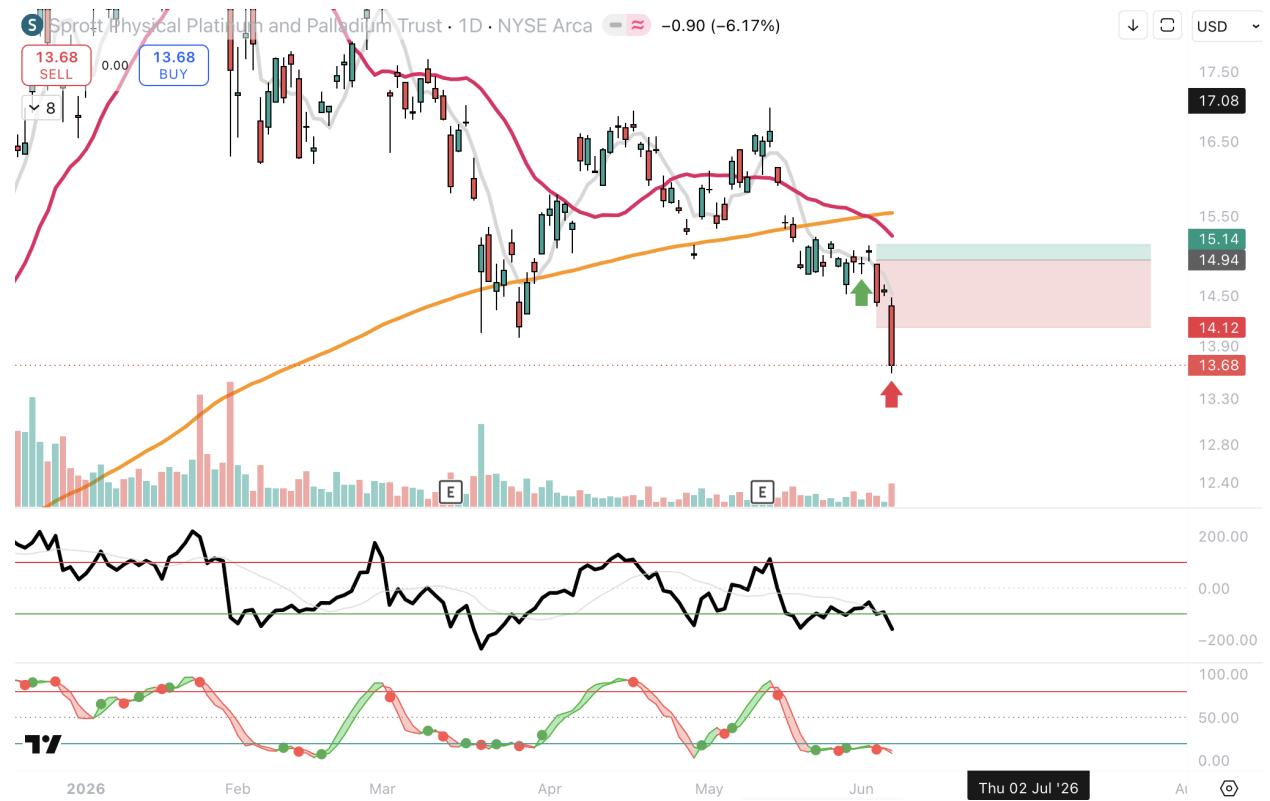 S Sprott Physical Platinum and Palladium Trust · 1D · NYSE Arca −0.90 (−6.17%)
USD
13.68
SELL
0.00
13.68
BUY
8
17.50
17.08
16.50
15.50
15.14
14.94
14.50
14.12
13.90
13.68
13.30
12.80
12.40
E
E
200.00
0.00
−200.00
100.00
50.00
0.00
2026
Feb
Mar
Apr
May
Jun
Thu 02 Jul '26